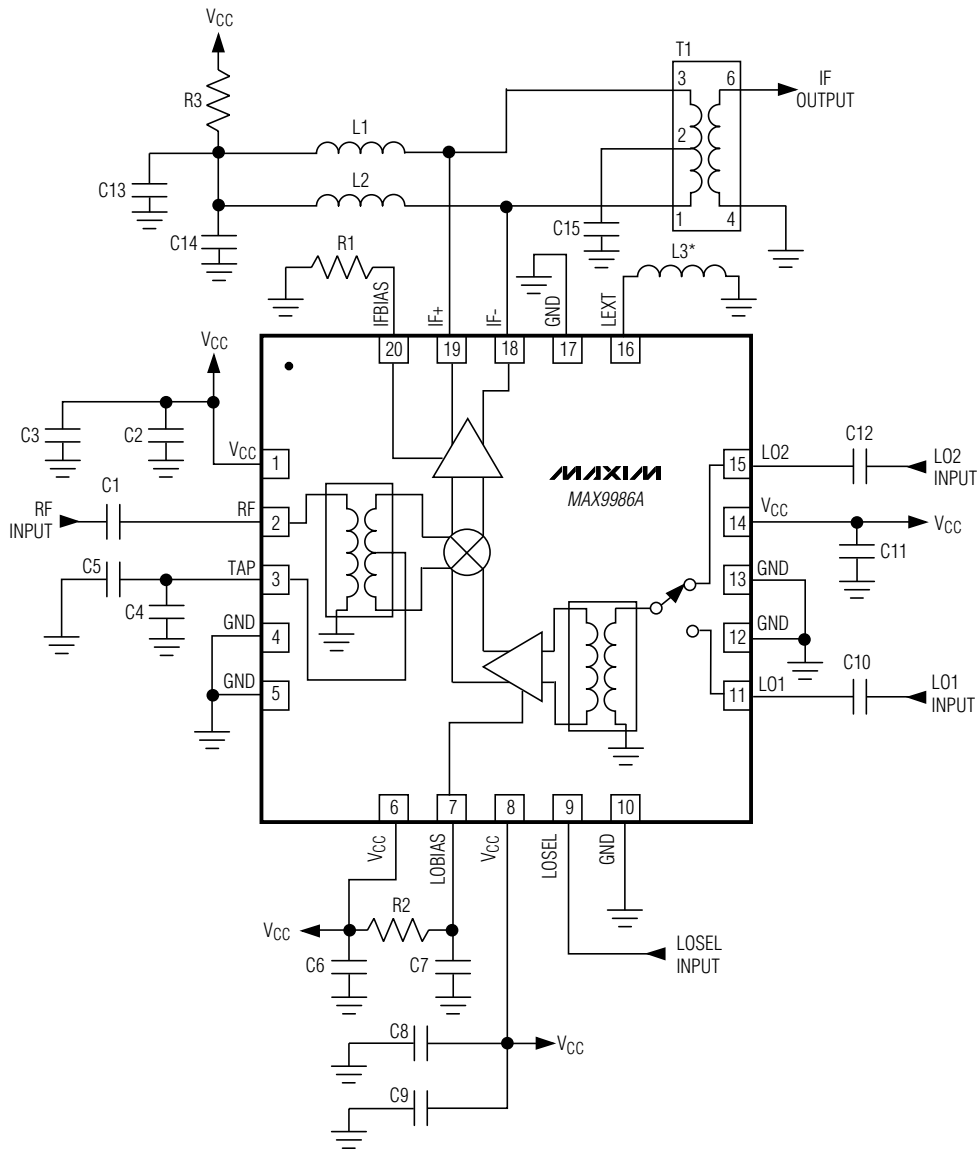 VCC
T1
R3
3
6
IF
OUTPUT
L1
2
C13
L2
1
4
C14
C15
R1
L3*
IFBIAS
IF+
IF-
GND
LEXT
20
19
18
17
16
VCC
C3
C2
VCC
1
MAXIM
MAX9986A
C12
15
LO2
LO2
INPUT
C1
RF
INPUT
RF
2
14
VCC
VCC
C11
C5
TAP
3
13
GND
C4
GND
4
12
GND
GND
5
11
LO1
C10
LO1
INPUT
6
7
8
9
10
VCC
LOBIAS
VCC
LOSEL
GND
VCC
R2
C6
C7
LOSEL
INPUT
C8
VCC
C9